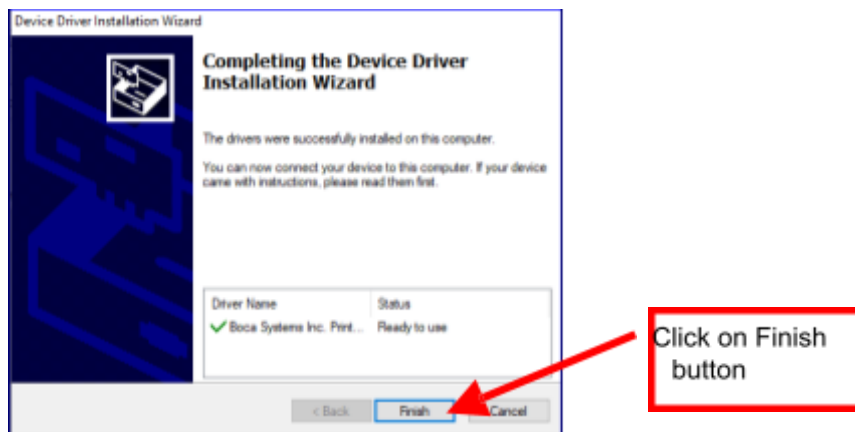 Device Driver Installation Wizard
Completing the Device Driver
Installation Wizard
The drivers were successfully installed on this computer.
You can now connect your device to this computer. If your device
came with instructions, please read them first.
Driver Name Status
Boca Systems Inc. Print... Ready to use
Click on Finish
button
< Back Finish Cancel